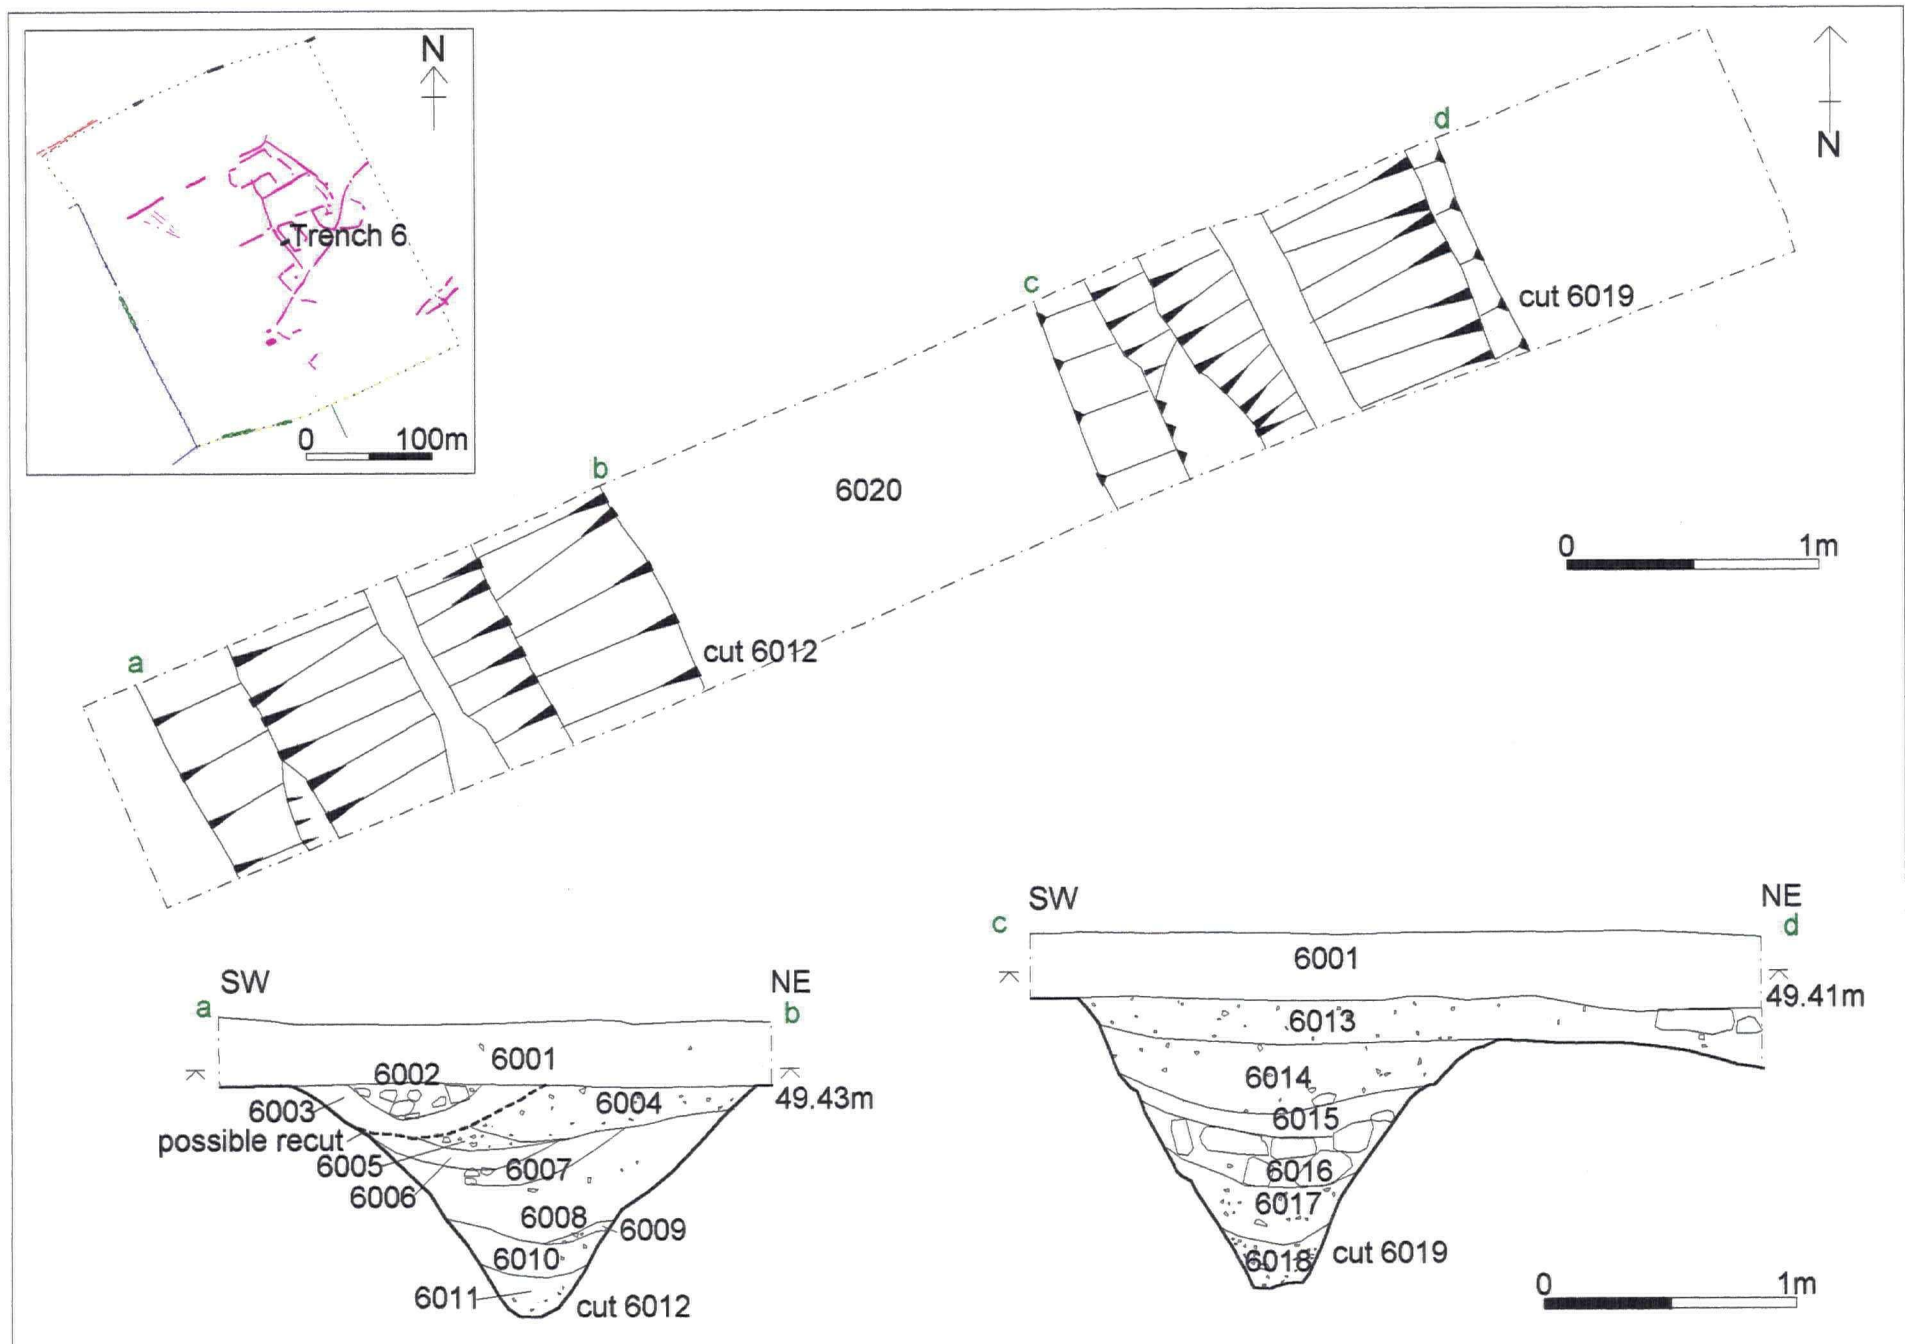 N
Trench 6
0 100m
N
d
c
cut 6019
b
6020
0 1m
a
cut 6012
SW NE
a b
6001
6002
6003
6004
49.43m
possible recut
6005
6006
6007
6008
6009
6010
6011
cut 6012
SW NE
c d
6001
49.41m
6013
6014
6015
6016
6017
6018
cut 6019
0 1m